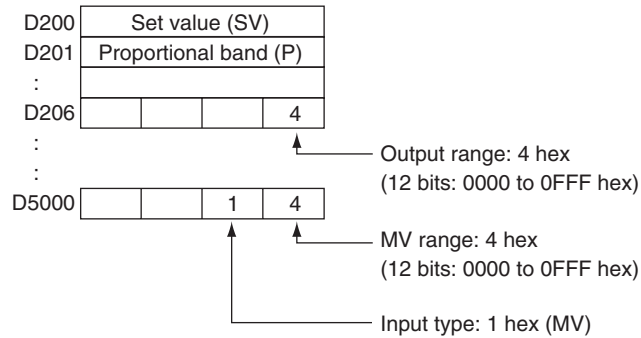 D200 Set value (SV)
D201 Proportional band (P)
:
D206 4
:
Output range: 4 hex
:
(12 bits: 0000 to 0FFF hex)
D5000 1 4
MV range: 4 hex
(12 bits: 0000 to 0FFF hex)
Input type: 1 hex (MV)